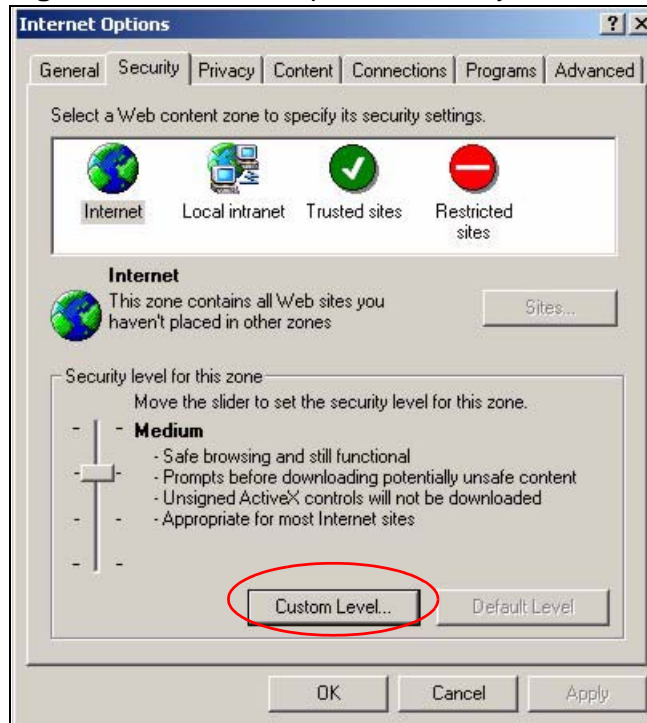 Internet Options
General Security Privacy Content Connections Programs Advanced
Select a Web content zone to specify its security settings.
Internet Local intranet Trusted sites Restricted
sites
Internet
This zone contains all Web sites you
haven't placed in other zones
Sites...
Security level for this zone
Move the slider to set the security level for this zone.
Medium
- Safe browsing and still functional
- Prompts before downloading potentially unsafe content
- Unsigned ActiveX controls will not be downloaded
- Appropriate for most Internet sites
Custom Level... Default Level
OK Cancel Apply